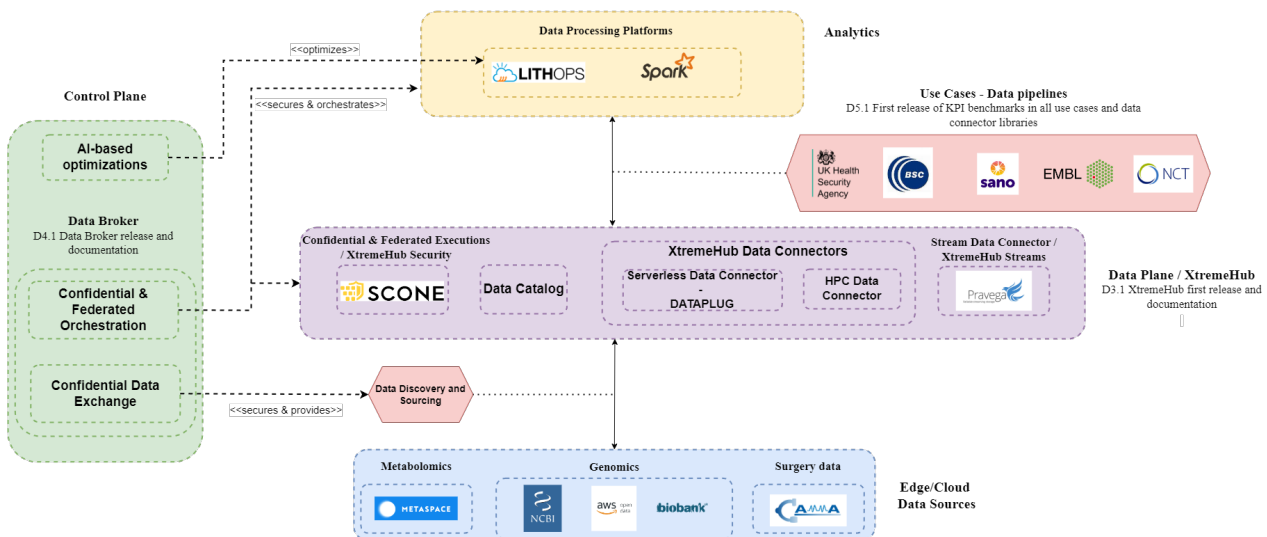 Data Processing Platforms
Analytics
<<optimizes>>
LITHOPS
Spark
Control Plane
<<secures & orchestrates>>
Use Cases - Data pipelines
D5.1 First release of KPI benchmarks in all use cases and data
connector libraries
AI-based
optimizations
UK Health
Security
Agency
BSC
sano
EMBL
NCT
Data Broker
D4.1 Data Broker release and
documentation
Confidential & Federated Executions
/ XtremeHub Security
XtremeHub Data Connectors
Stream Data Connector /
XtremeHub Streams
SCONE
Data Catalog
Serverless Data Connector
-
DATAPLUG
HPC Data
Connector
Pravega
Data Plane / XtremeHub
D3.1 XtremeHub first release and
documentation
Confidential &
Federated
Orchestration
Confidential Data
Exchange
<<secures & provides>>
Data Discovery and
Sourcing
Metabolomics
Genomics
Surgery data
METASPACE
NCBI
aws open
data
biobank
CAMMA
Edge/Cloud
Data Sources